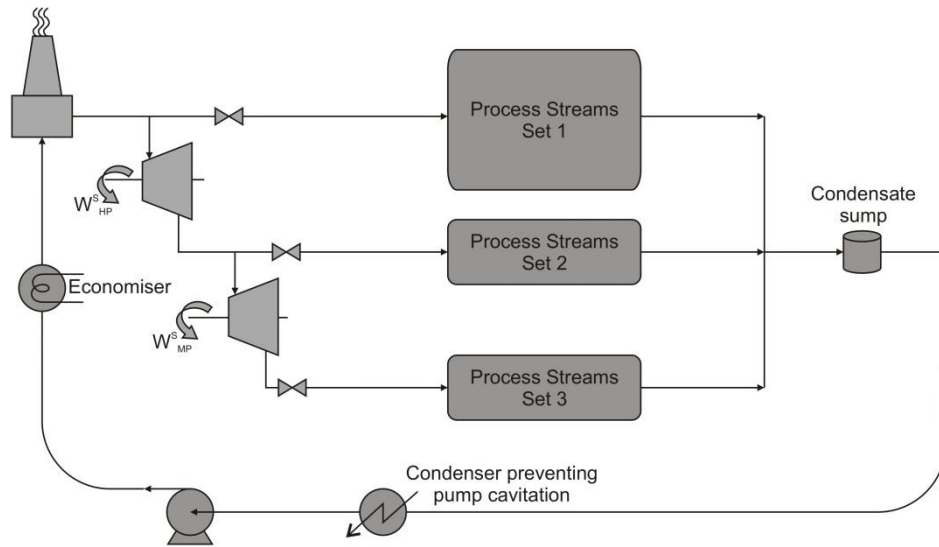 Process Streams
Set 1
W^S_HP
Condensate
sump
Process Streams
Set 2
Economiser
W^S_MP
Process Streams
Set 3
Condenser preventing
pump cavitation